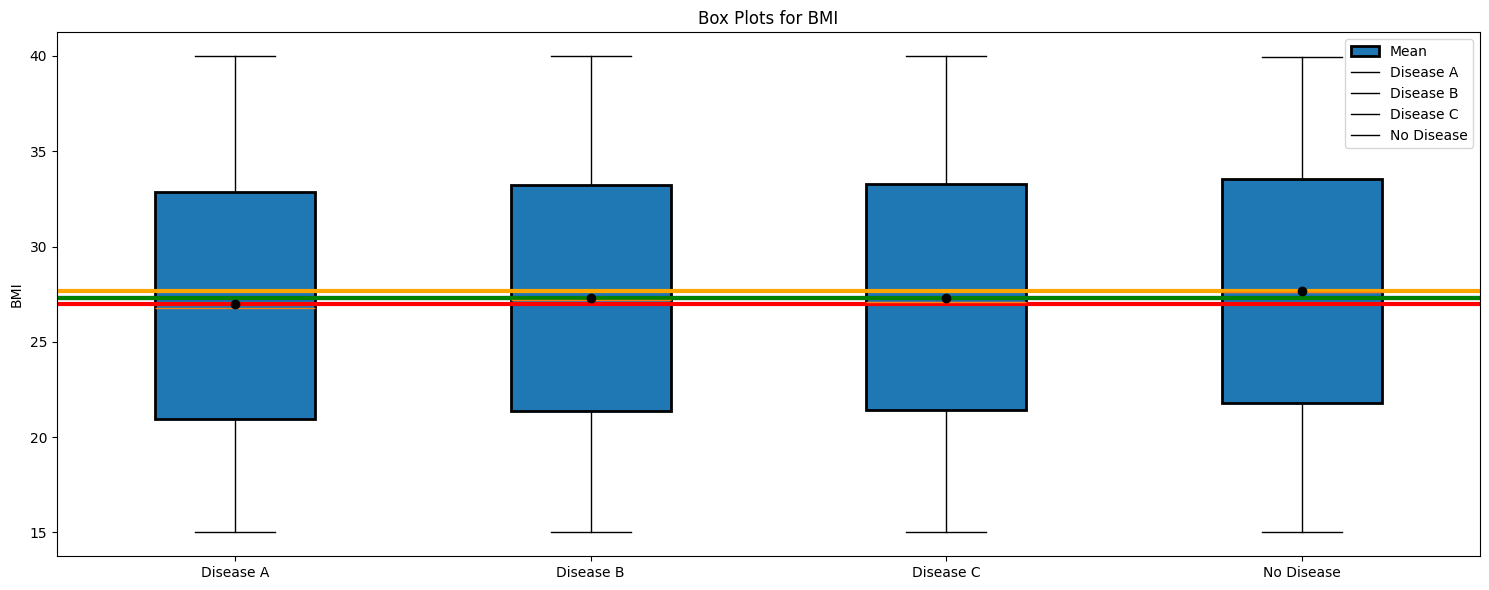 Box Plots for BMI
Mean
Disease A
Disease B
Disease C
No Disease
BMI
40
35
30
25
20
15
Disease A
Disease B
Disease C
No Disease